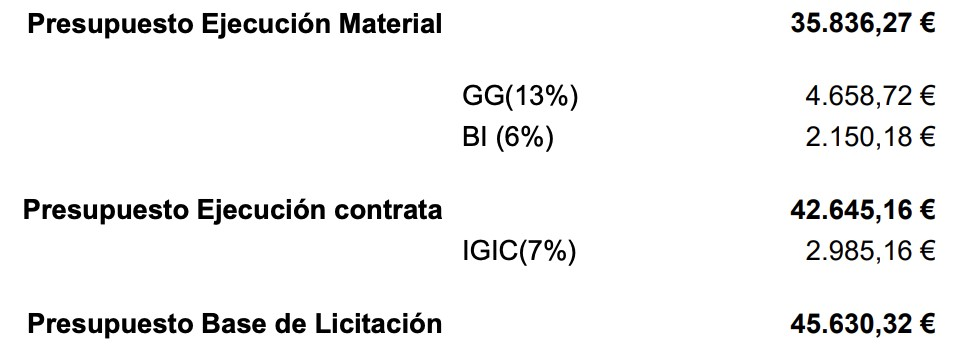 Presupuesto Ejecución Material 35.836,27 €
GG(13%) 4.658,72 €
BI (6%) 2.150,18 €
Presupuesto Ejecución contrata 42.645,16 €
IGIC(7%) 2.985,16 €
Presupuesto Base de Licitación 45.630,32 €